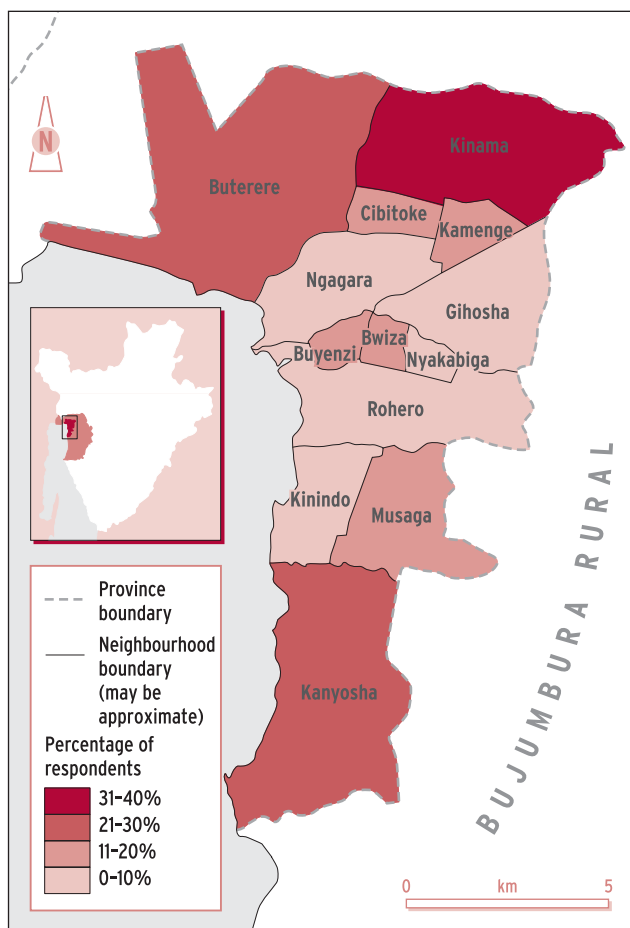 N
Kinama
Buterere
Cibitoke
Kamenge
Ngagara
Gihosha
Bwiza
Buyenzi
Nyakabiga
Rohero
Kinindo
Musaga
Kanyosha
BUJUMBURA RURAL
Province
boundary
Neighbourhood
boundary
(may be
approximate)
Percentage of
respondents
31–40%
21–30%
11–20%
0–10%
0 km 5